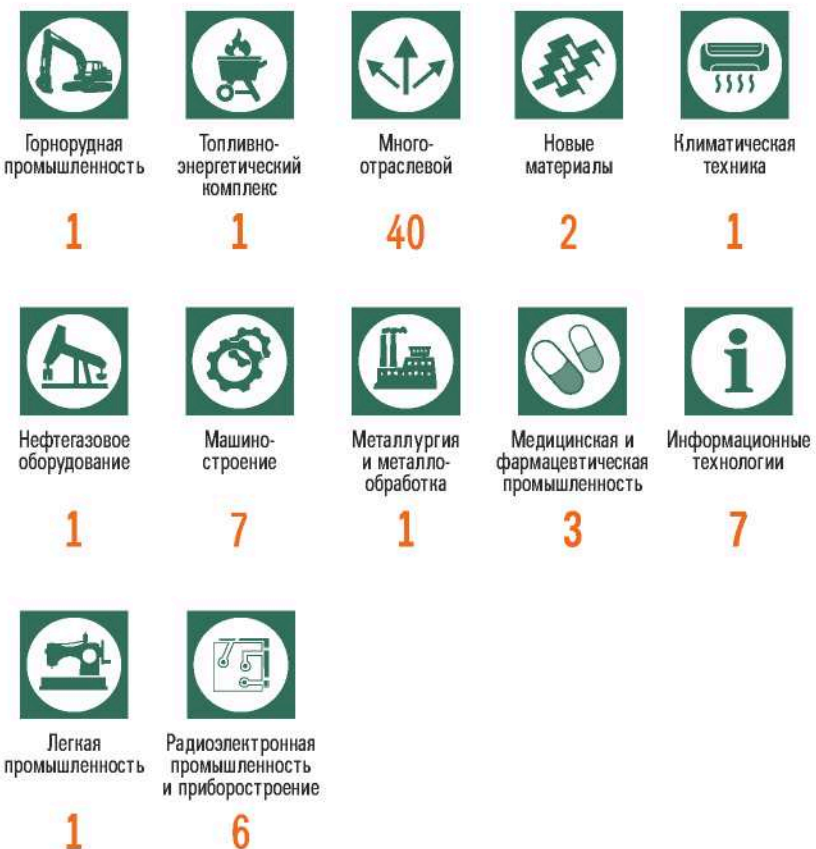 Горнорудная
промышленность
1
Топливно-
энергетический
комплекс
1
Много-
отраслевой
40
Новые
материалы
2
Климатическая
техника
1
Нефтегазовое
оборудование
1
Машино-
строение
7
Металлургия
и металло-
обработка
1
Медицинская и
фармацевтическая
промышленность
3
Информационные
технологии
7
Легкая
промышленность
1
Радиоэлектронная
промышленность
и приборостроение
6